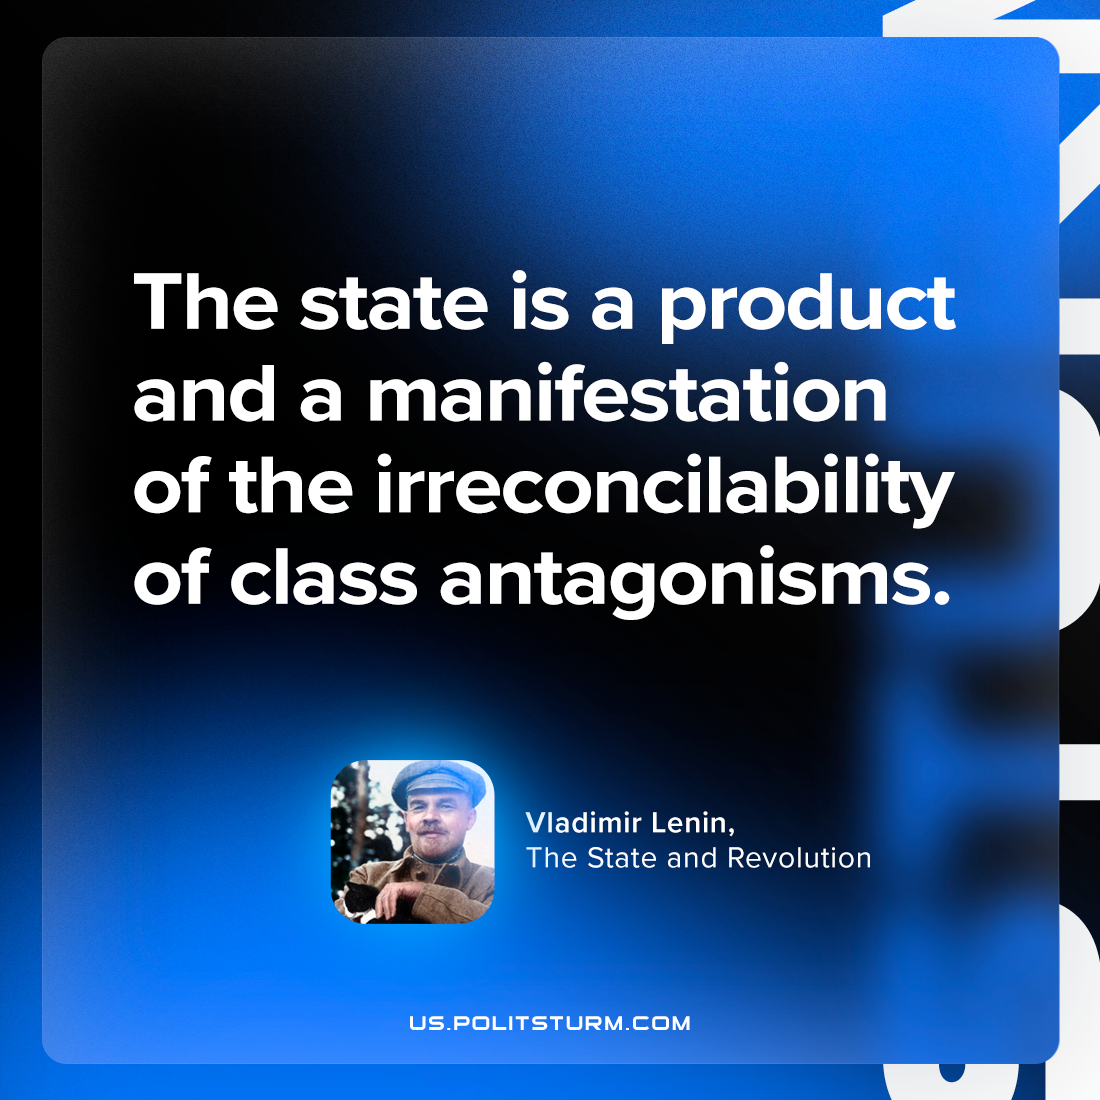 The state is a product
and a manifestation
of the irreconcilability
of class antagonisms.
Vladimir Lenin,
The State and Revolution
US.POLITSTURM.COM